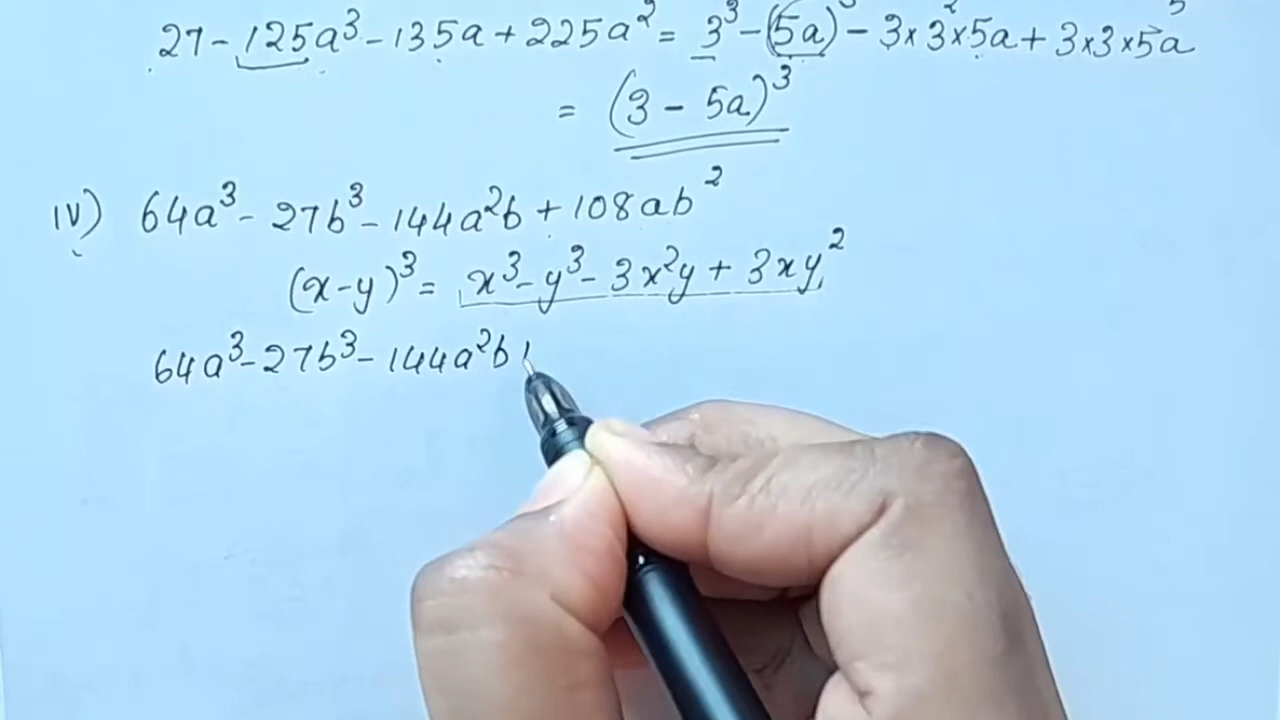 27 - 125a³ - 135a + 225a² = 3³ - (5a)³ - 3×3²×5a + 3×3×5a
= (3 - 5a)³
iv) 64a³ - 27b³ - 144a²b + 108ab²
(x-y)³ = x³ - y³ - 3x²y + 3xy²
64a³ - 27b³ - 144a²b